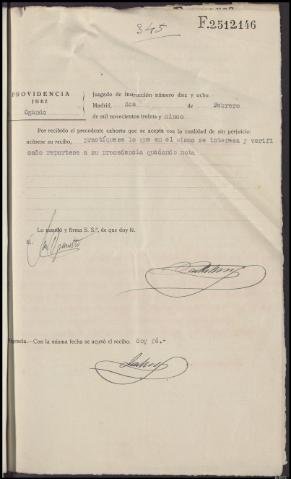 345
F.2512146
PROVIDENCIA
JUEZ
Ogando
Juzgado de instrucción número diez y ocho.
Madrid, dos de Febrero
de mil novecientos treinta y cinco
Por recibido el precedente exhorto que se acepta con la cualidad de sin perjuicio
acúsese su recibo, practíquese lo que en el mismo se interesa y verifi
cado repórtese a su procedencia quedando nota
Lo mandó y firma S. S.ª, de que doy fé.
Diligencia.—Con la misma fecha se acusó el recibo. doy fé.-